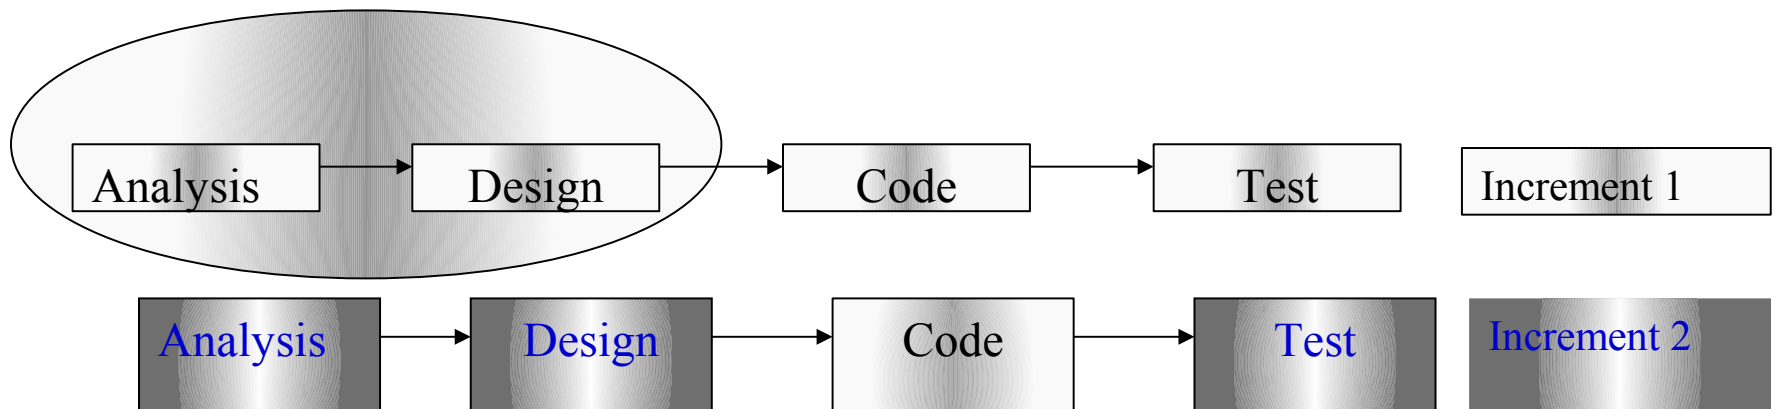 Analysis Design Code Test Increment 1
Analysis Design Code Test Increment 2